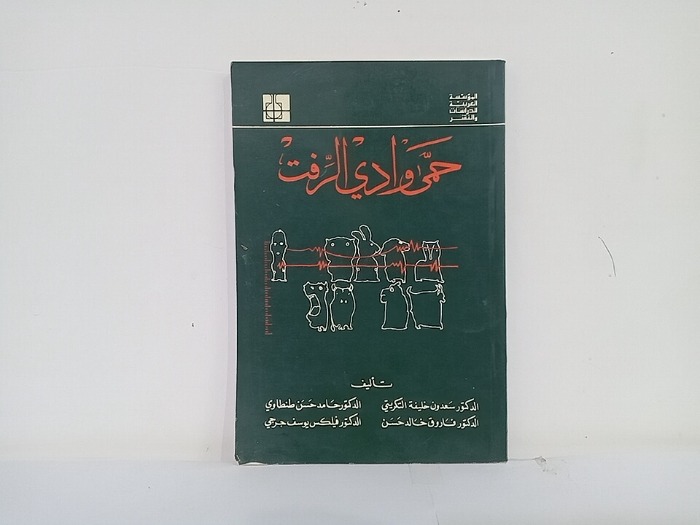 المؤسسة
العربية
للدراسات
والنشر
حمى وادي الرفت
تأليف
الدكتور سعدون خليفة التكريتي الدكتور حامد حسن طنطاوي
الدكتور فاروق خالد حسن الدكتور فيلكس يوسف جرجي